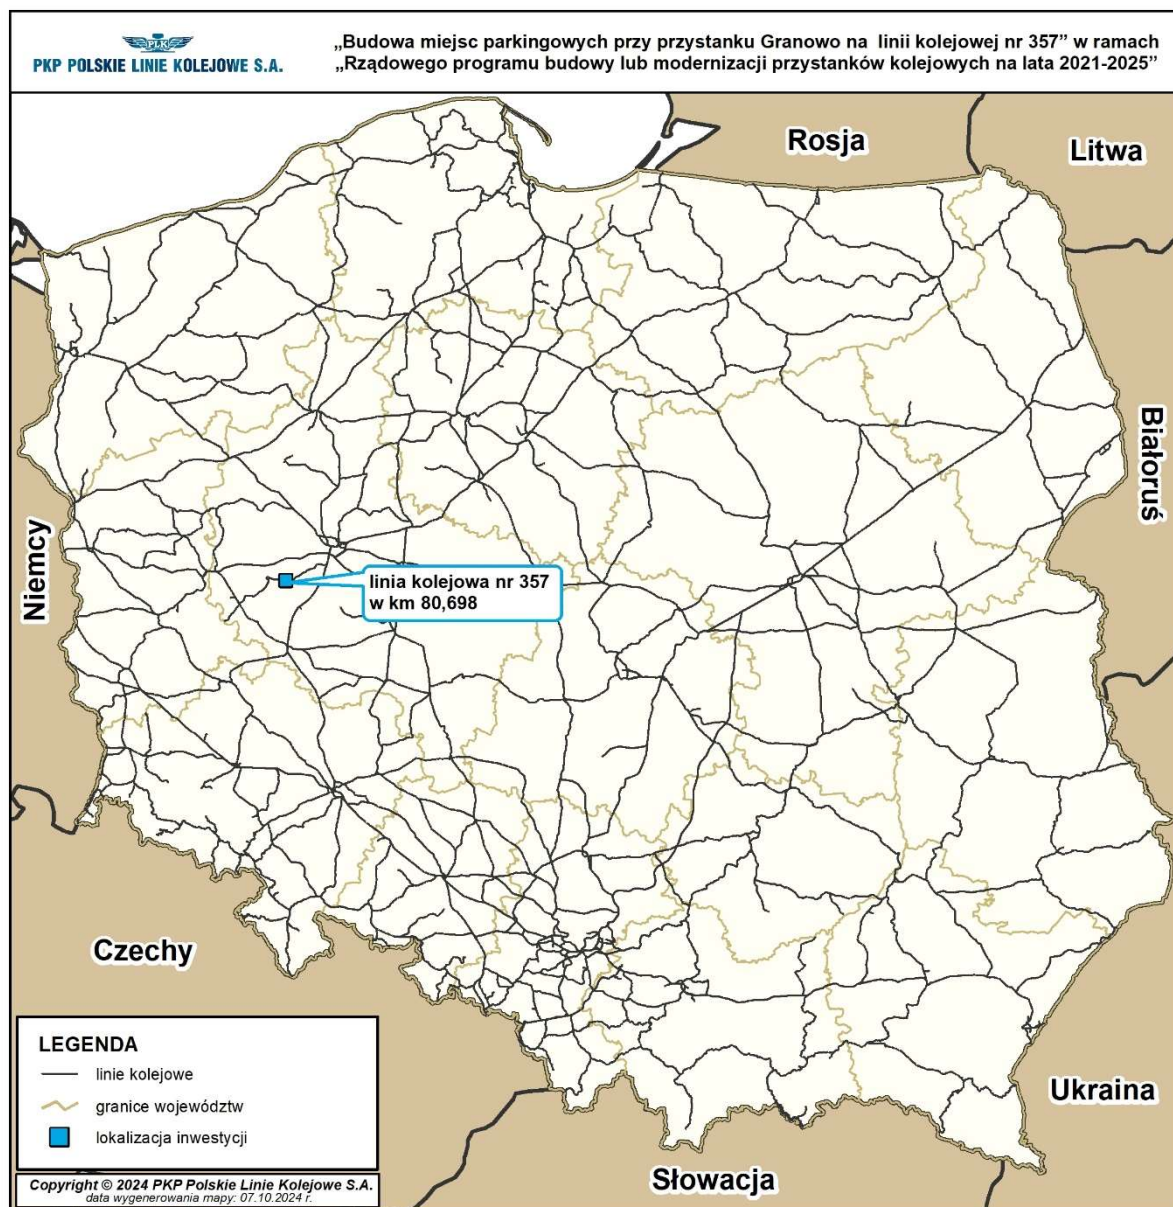 PLK
PKP POLSKIE LINIE KOLEJOWE S.A.
„Budowa miejsc parkingowych przy przystanku Granowo na linii kolejowej nr 357” w ramach
„Rządowego programu budowy lub modernizacji przystanków kolejowych na lata 2021-2025”
Rosja
Litwa
Białoruś
Niemcy
linia kolejowa nr 357
w km 80,698
Czechy
Ukraina
Słowacja
LEGENDA
linie kolejowe
granice województw
lokalizacja inwestycji
Copyright © 2024 PKP Polskie Linie Kolejowe S.A.
data wygenerowania mapy: 07.10.2024 r.